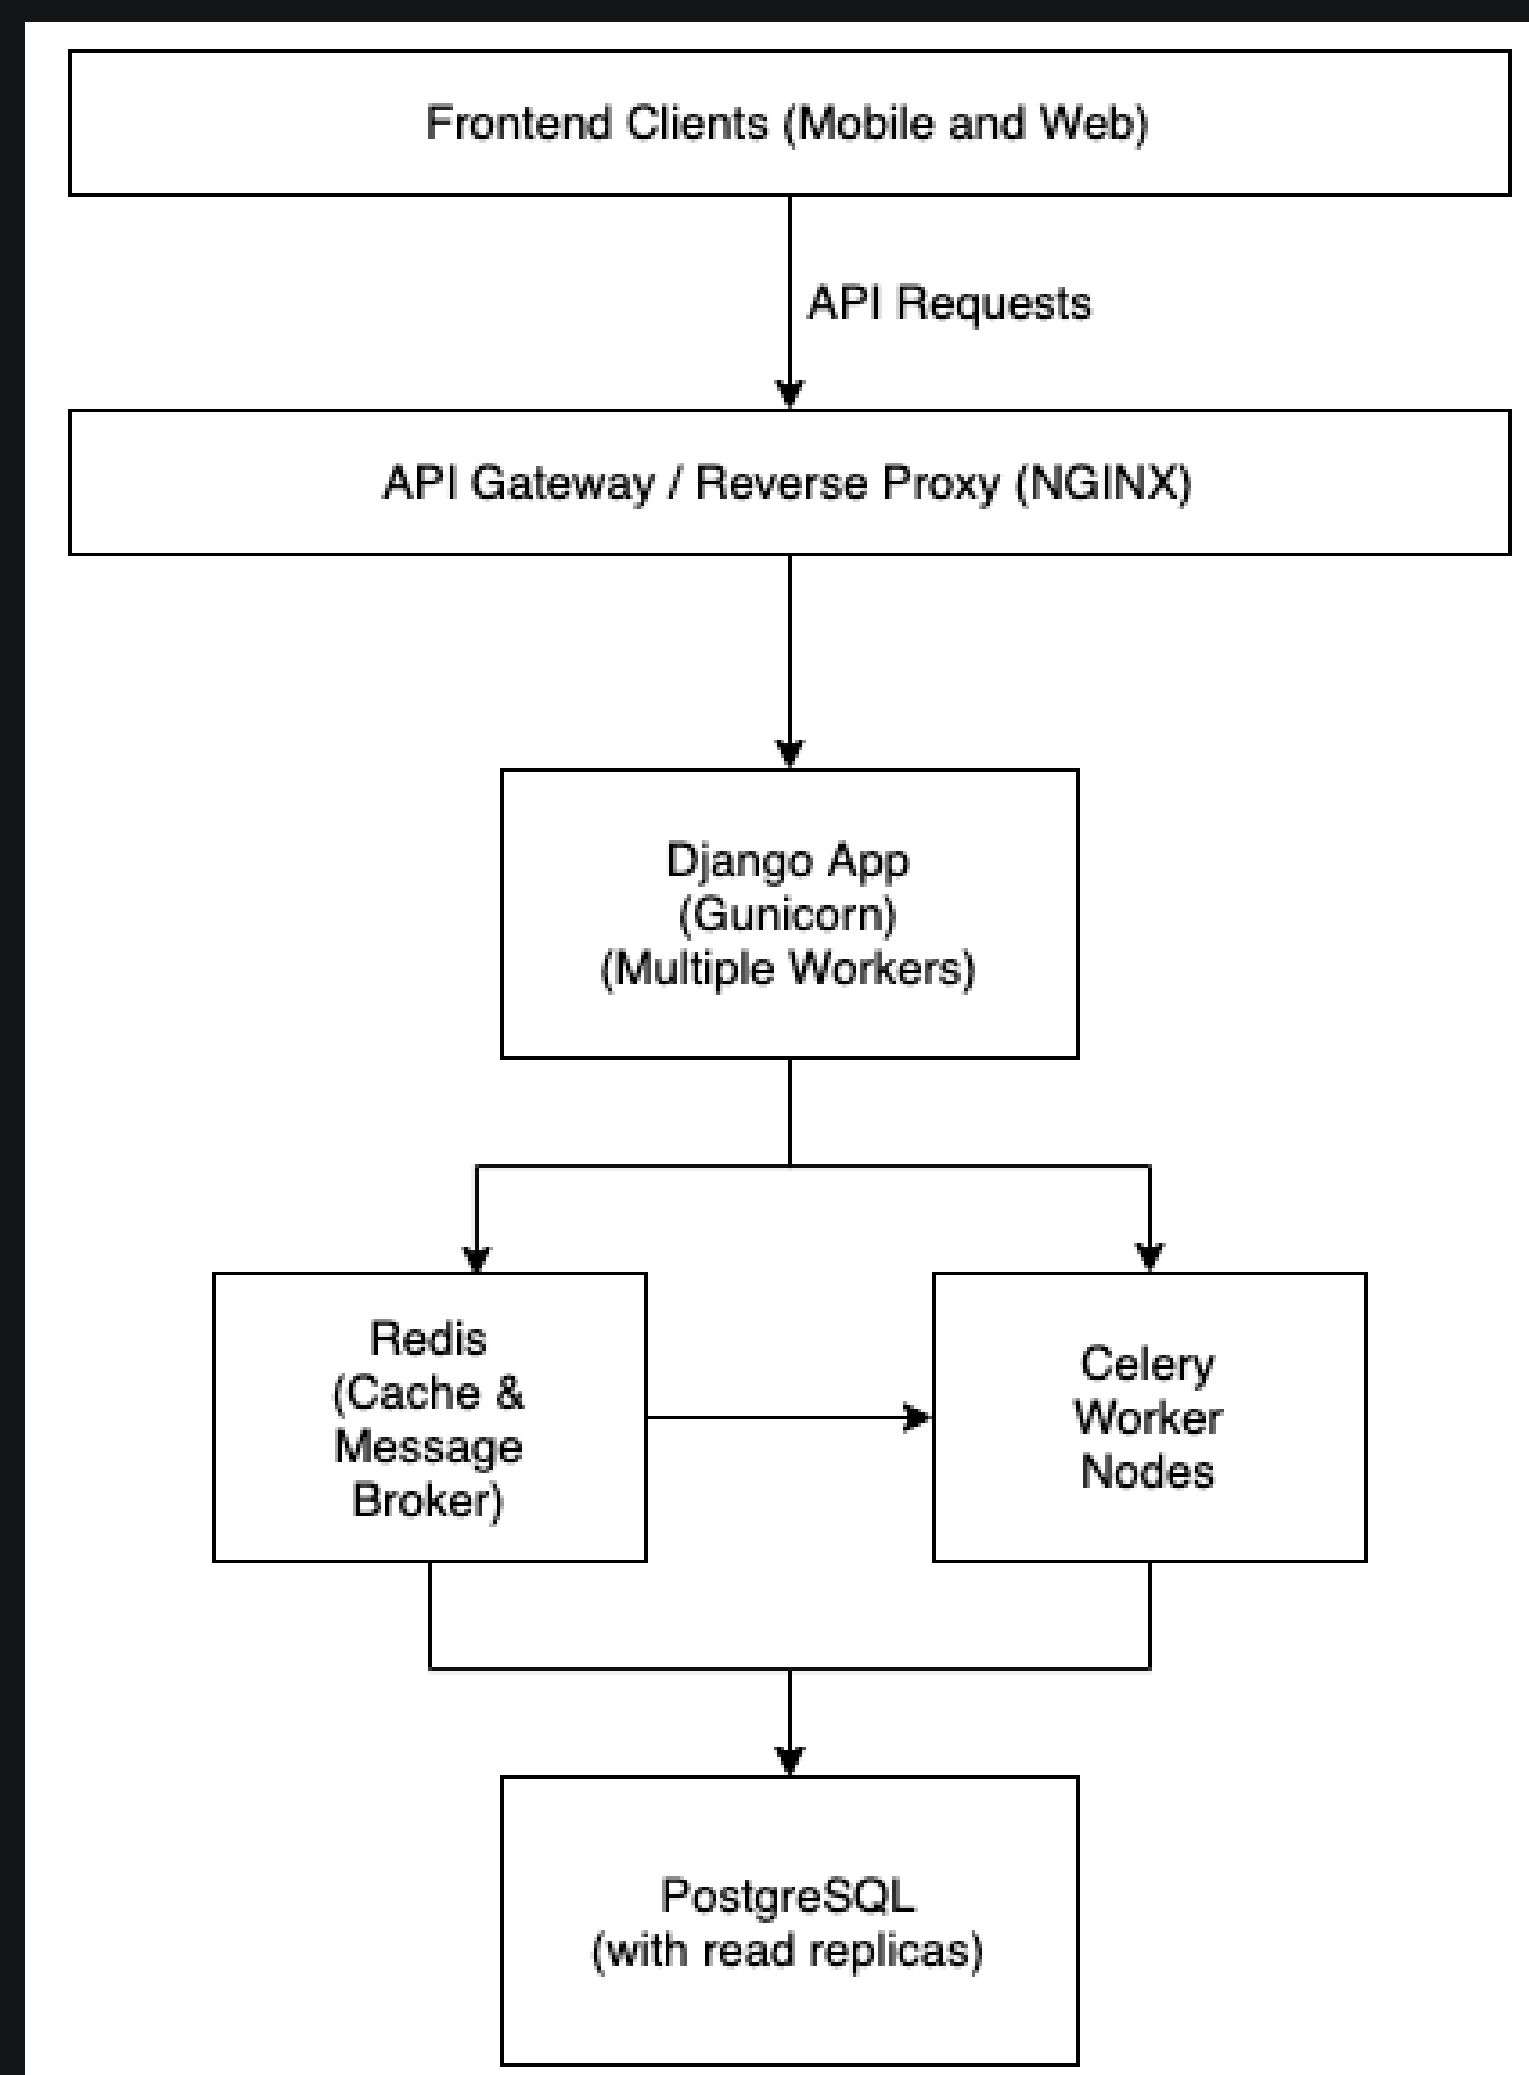 Frontend Clients (Mobile and Web)
API Requests
API Gateway / Reverse Proxy (NGINX)
Django App
(Gunicorn)
(Multiple Workers)
Redis
(Cache &
Message
Broker)
Celery
Worker
Nodes
PostgreSQL
(with read replicas)